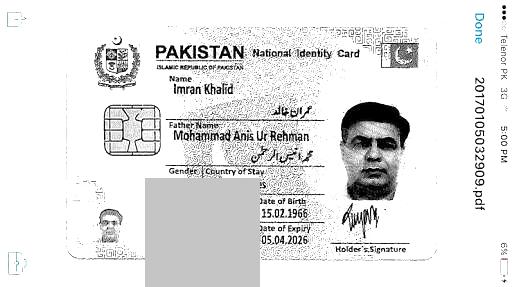 PAKISTAN National Identity Card
ISLAMIC REPUBLIC OF PAKISTAN
Name
Imran Khalid
عمران خالد
Father Name
Mohammad Anis Ur Rehman
محمد انیس الرحمٰن
Gender Country of Stay
Date of Birth
15.02.1966
Date of Expiry
05.04.2026
Holder's Signature
Done
20170105032909.pdf
Telenor PK 3G
5:00 PM
6%